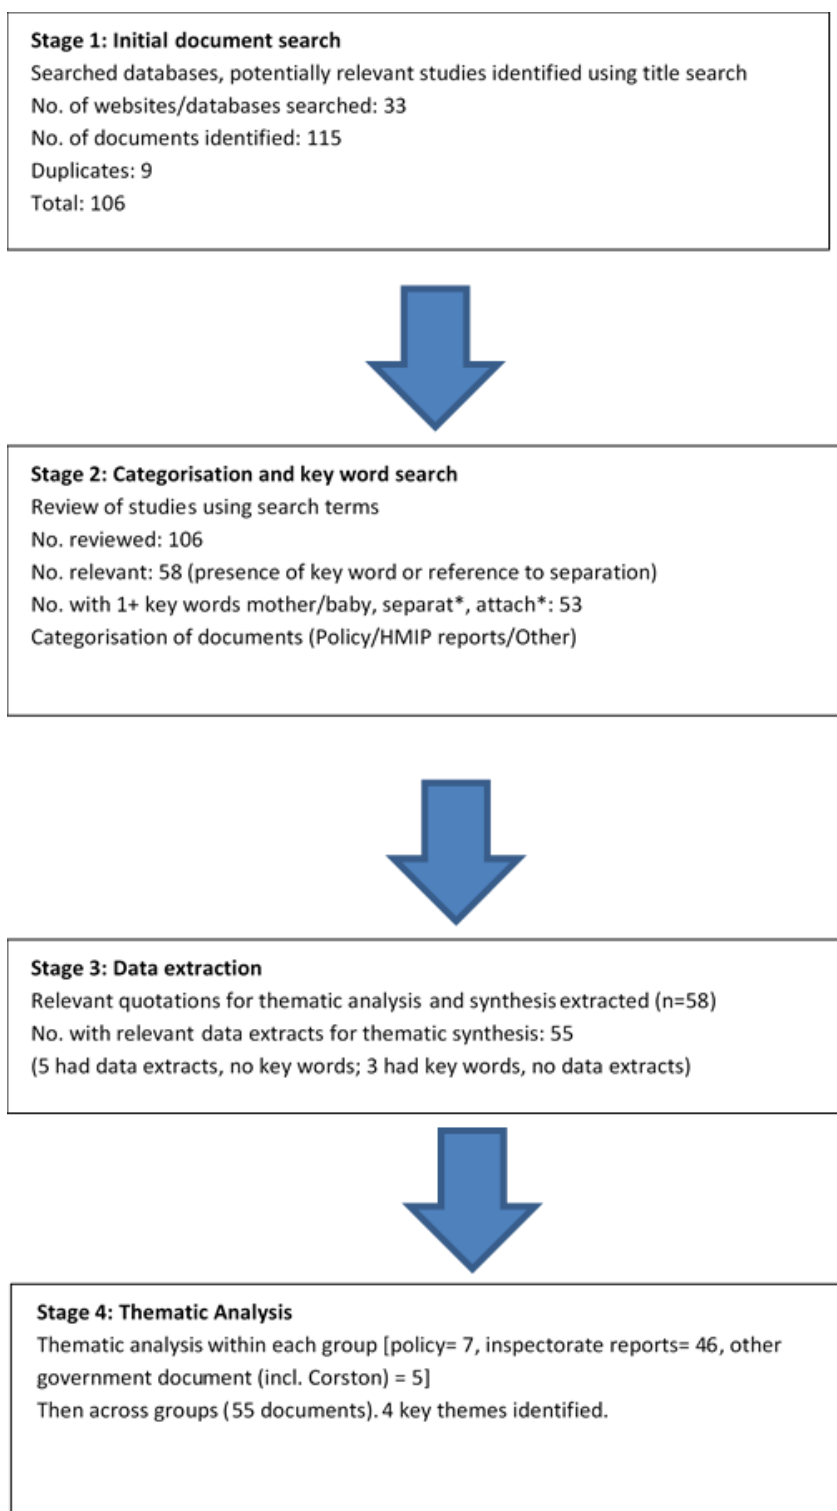 Stage 1: Initial document search
Searched databases, potentially relevant studies identified using title search
No. of websites/databases searched: 33
No. of documents identified: 115
Duplicates: 9
Total: 106
Stage 2: Categorisation and key word search
Review of studies using search terms
No. reviewed: 106
No. relevant: 58 (presence of key word or reference to separation)
No. with 1+ key words mother/baby, separat*, attach*: 53
Categorisation of documents (Policy/HMIP reports/Other)
Stage 3: Data extraction
Relevant quotations for thematic analysis and synthesis extracted (n=58)
No. with relevant data extracts for thematic synthesis: 55
(5 had data extracts, no key words; 3 had key words, no data extracts)
Stage 4: Thematic Analysis
Thematic analysis within each group [policy= 7, inspectorate reports= 46, other
government document (incl. Corston) = 5]
Then across groups (55 documents). 4 key themes identified.